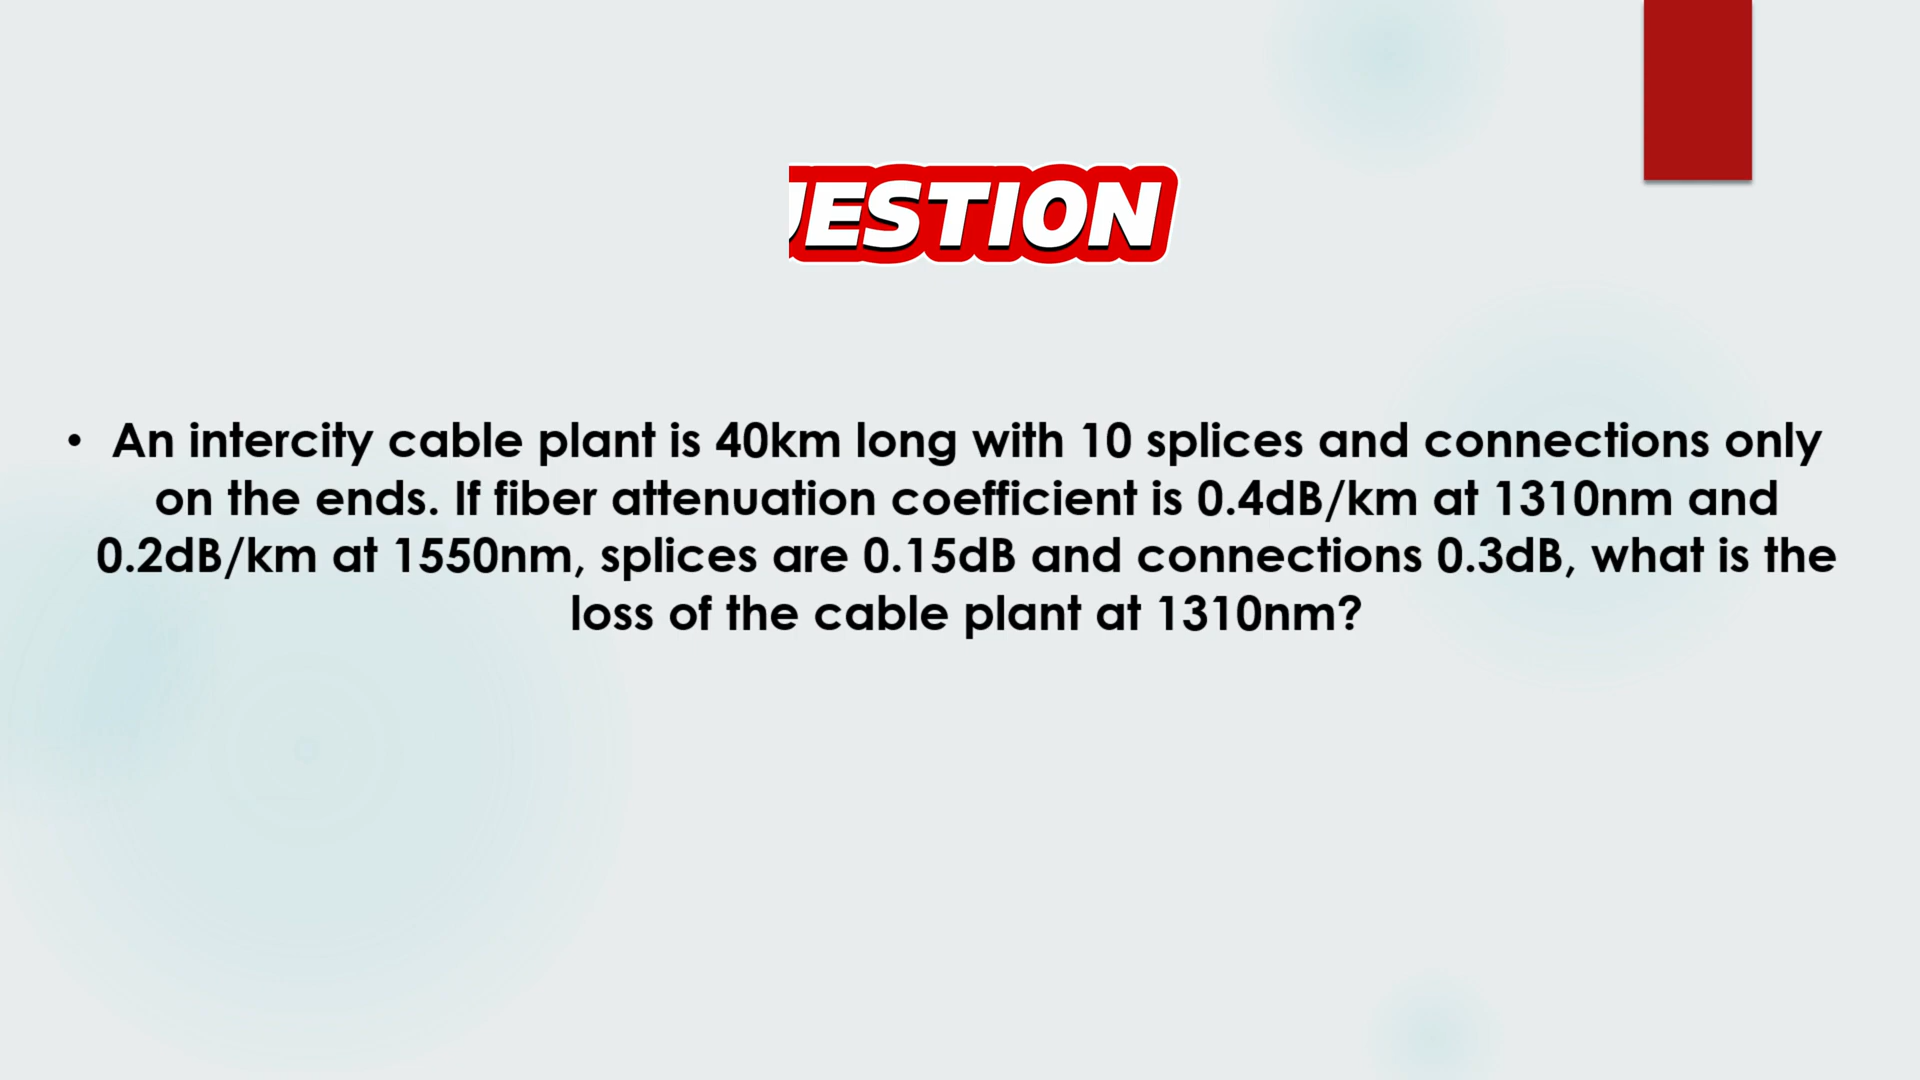 UESTION
• An intercity cable plant is 40km long with 10 splices and connections only
on the ends. If fiber attenuation coefficient is 0.4dB/km at 1310nm and
0.2dB/km at 1550nm, splices are 0.15dB and connections 0.3dB, what is the
loss of the cable plant at 1310nm?